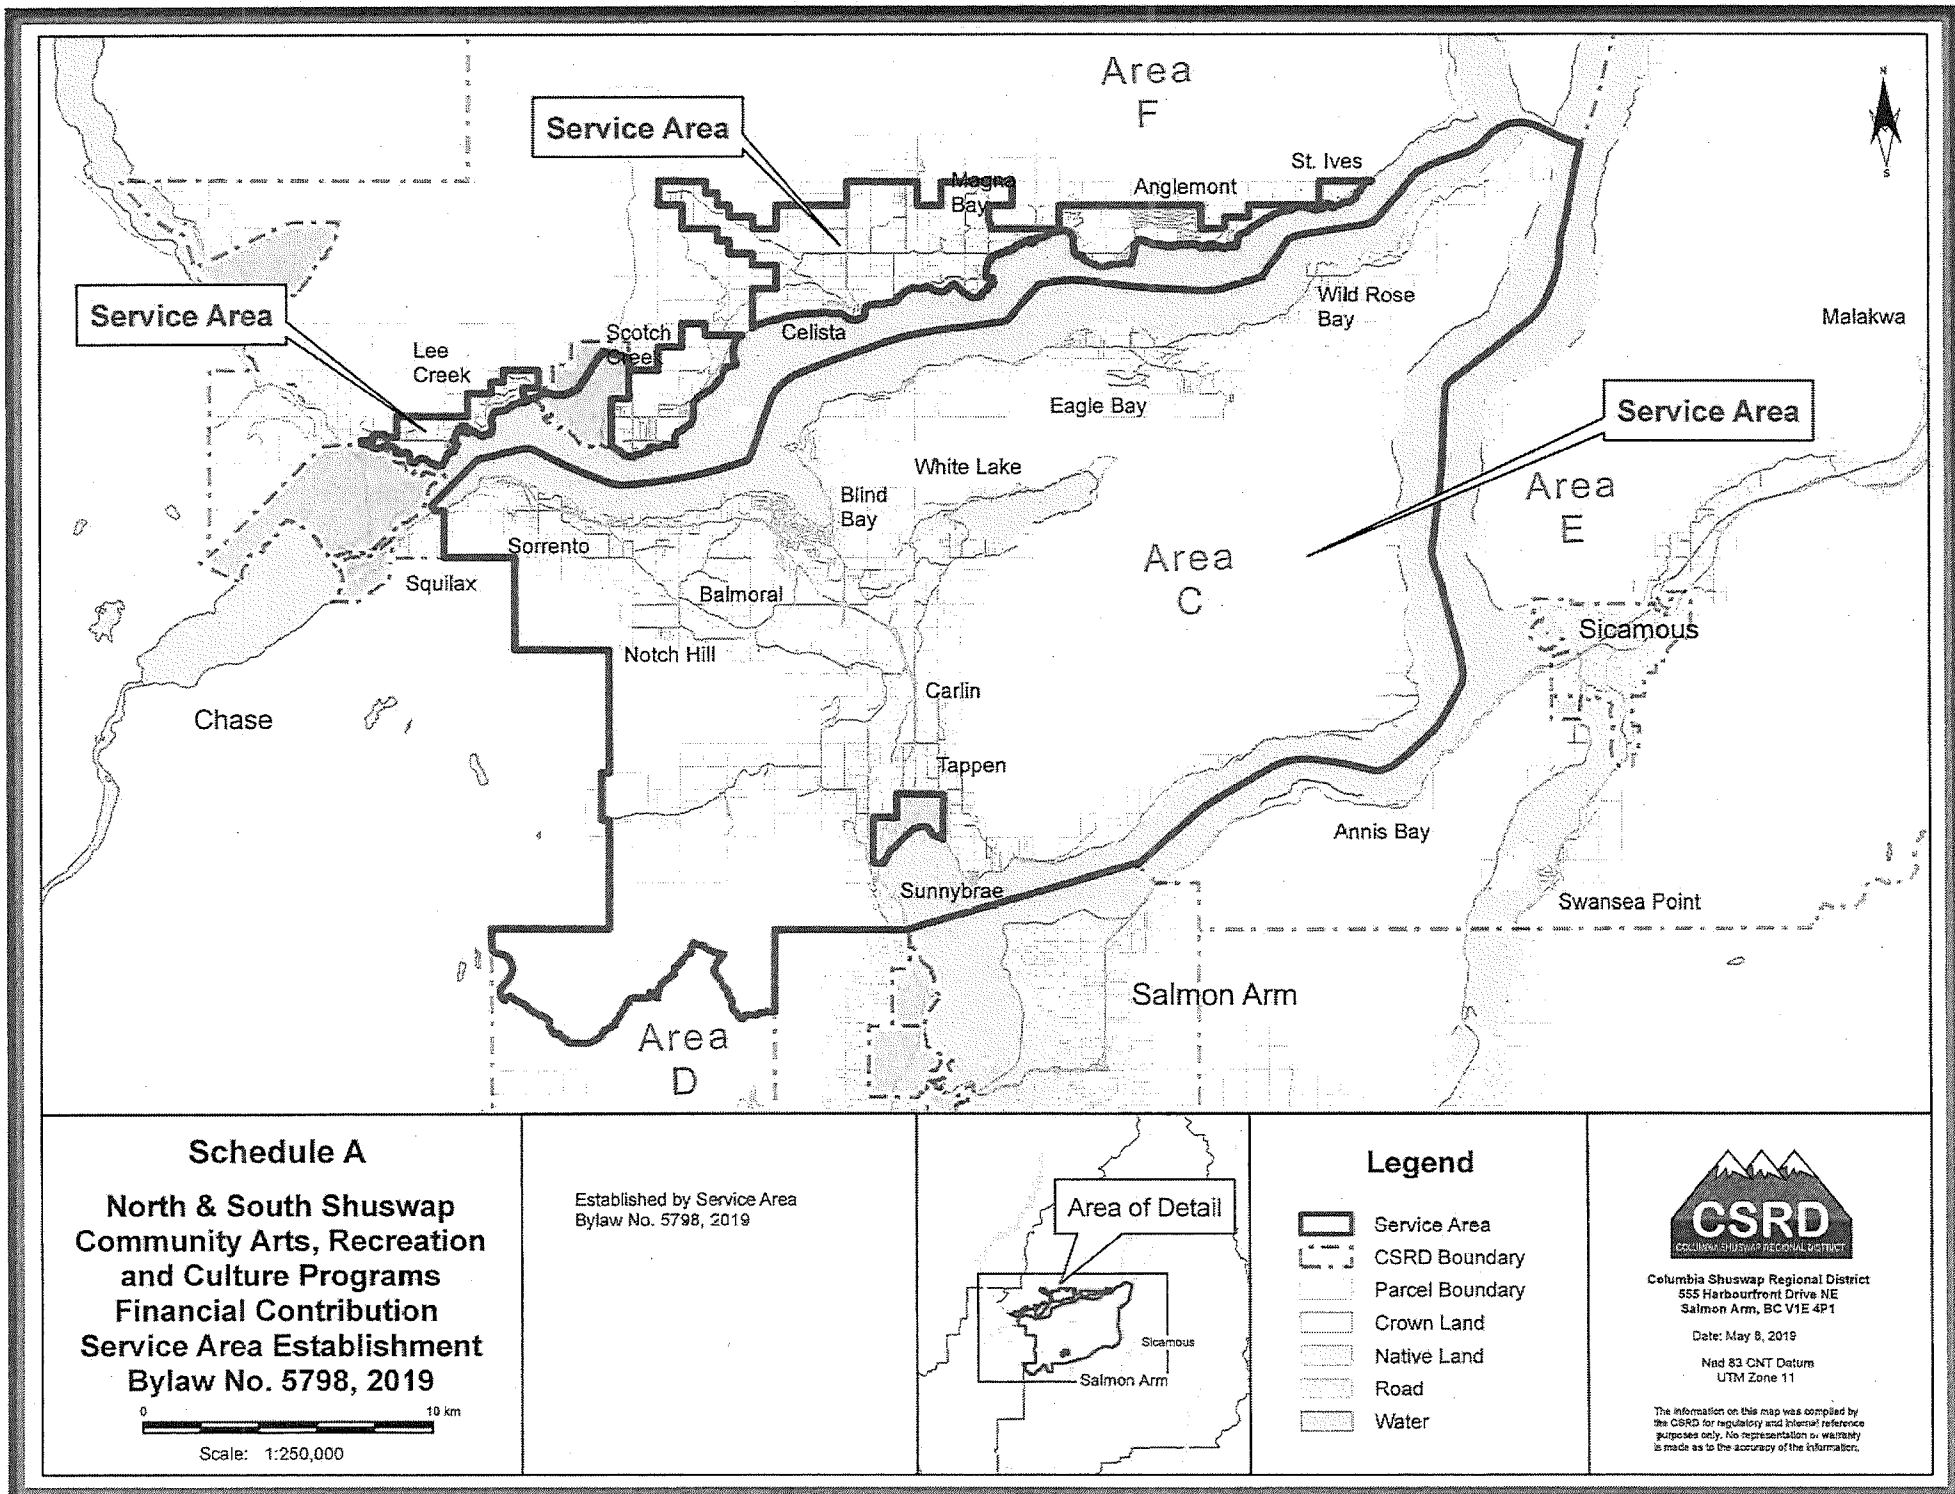 Area
F
N
S
Service Area
St. Ives
Magna
Bay
Anglemont
Service Area
Wild Rose
Bay
Malakwa
Scotch
Creek
Celista
Lee
Creek
Eagle Bay
Service Area
White Lake
Blind
Bay
Area
E
Sorrento
Area
C
Squilax
Balmoral
Sicamous
Notch Hill
Carlin
Chase
Tappen
Annis Bay
Sunnybrae
Swansea Point
Salmon Arm
Area
D
Schedule A
North & South Shuswap
Community Arts, Recreation
and Culture Programs
Financial Contribution
Service Area Establishment
Bylaw No. 5798, 2019
0 10 km
Scale: 1:250,000
Established by Service Area
Bylaw No. 5798, 2019
Area of Detail
Sicamous
Salmon Arm
Legend
Service Area
CSRD Boundary
Parcel Boundary
Crown Land
Native Land
Road
Water
CSRD
COLUMBIA SHUSWAP REGIONAL DISTRICT
Columbia Shuswap Regional District
555 Harbourfront Drive NE
Salmon Arm, BC V1E 4P1
Date: May 8, 2019
Nad 83 CNT Datum
UTM Zone 11
The information on this map was compiled by
the CSRD for regulatory and internal reference
purposes only. No representation or warranty
is made as to the accuracy of the information.